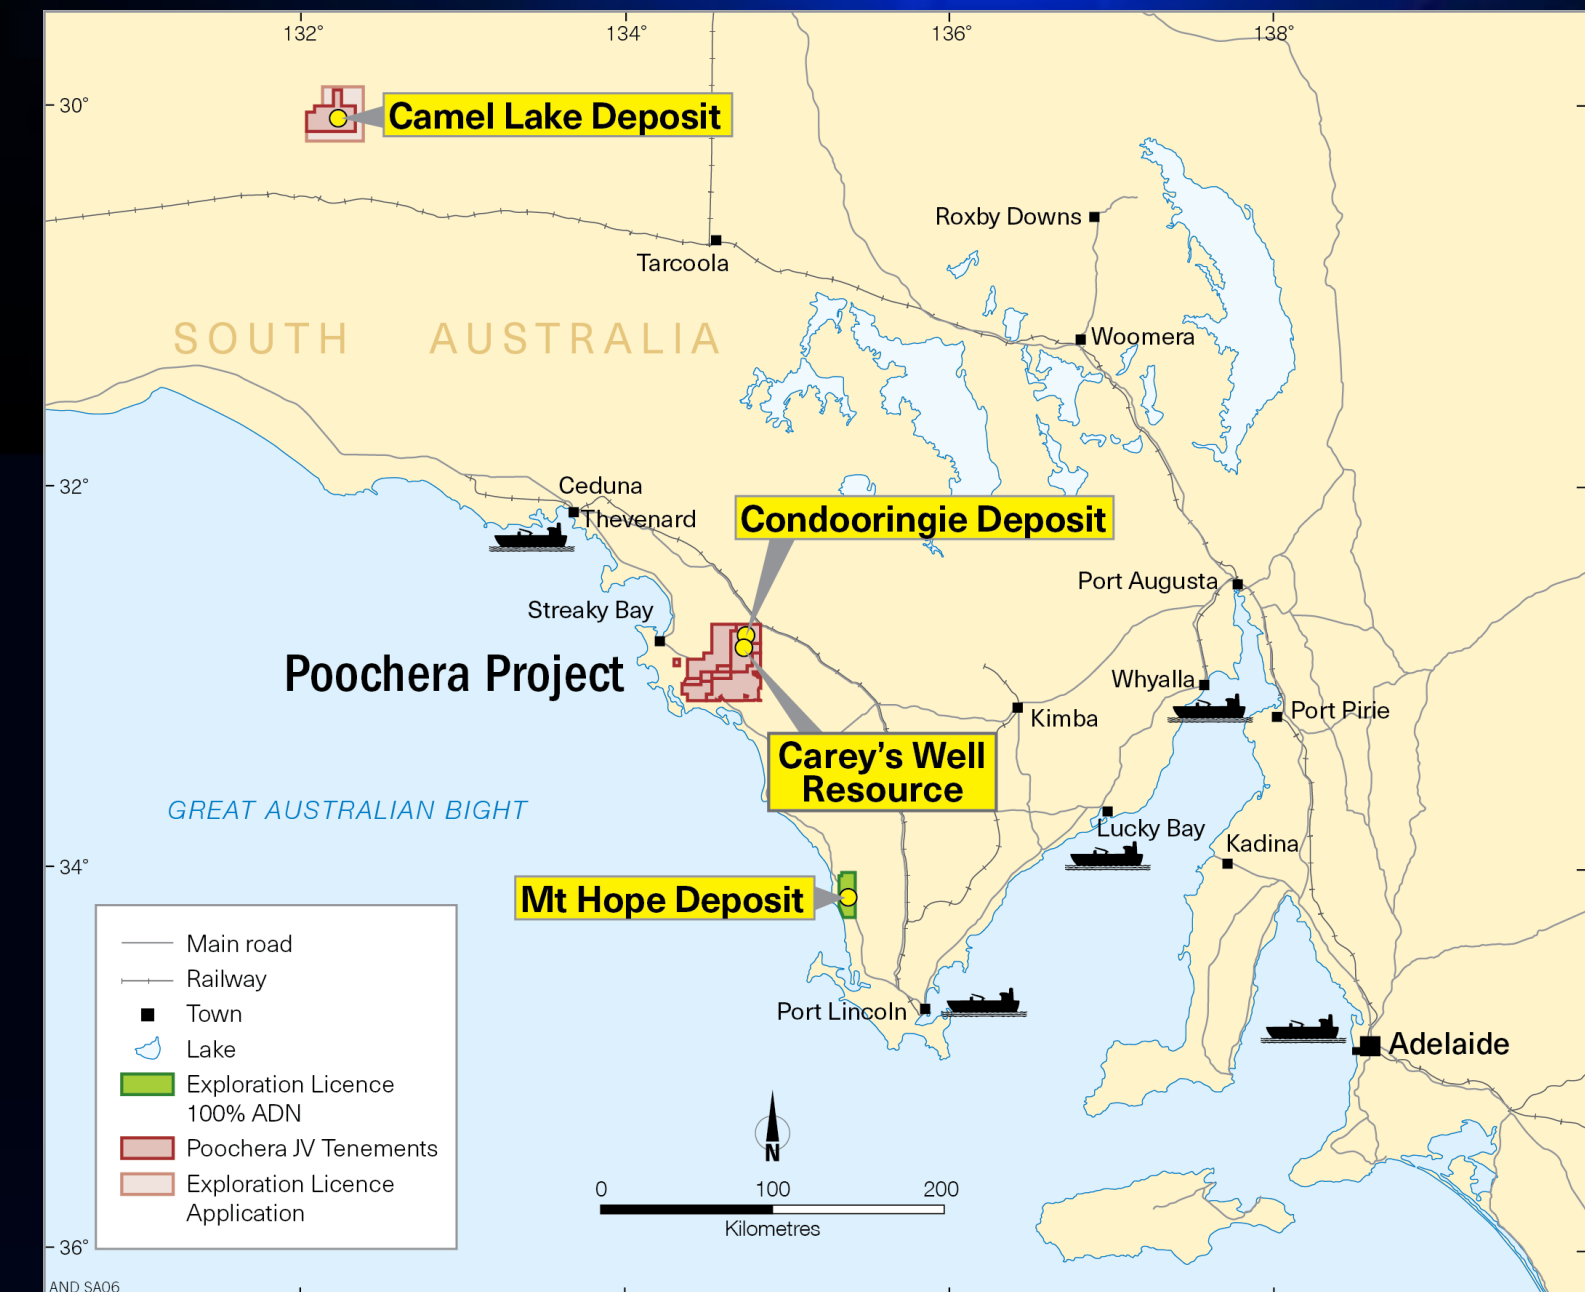 132°
134°
136°
138°
30°
Camel Lake Deposit
Roxby Downs
Tarcoola
SOUTH AUSTRALIA
Woomera
32°
Ceduna
Thevenard
Condooringie Deposit
Port Augusta
Streaky Bay
Poochera Project
Whyalla
Port Pirie
Kimba
Carey's Well
Resource
GREAT AUSTRALIAN BIGHT
Lucky Bay
Kadina
34°
Mt Hope Deposit
Port Lincoln
Adelaide
Main road
Railway
Town
Lake
Exploration Licence
100% ADN
Poochera JV Tenements
Exploration Licence
Application
N
0 100 200
Kilometres
36°
AND SA06